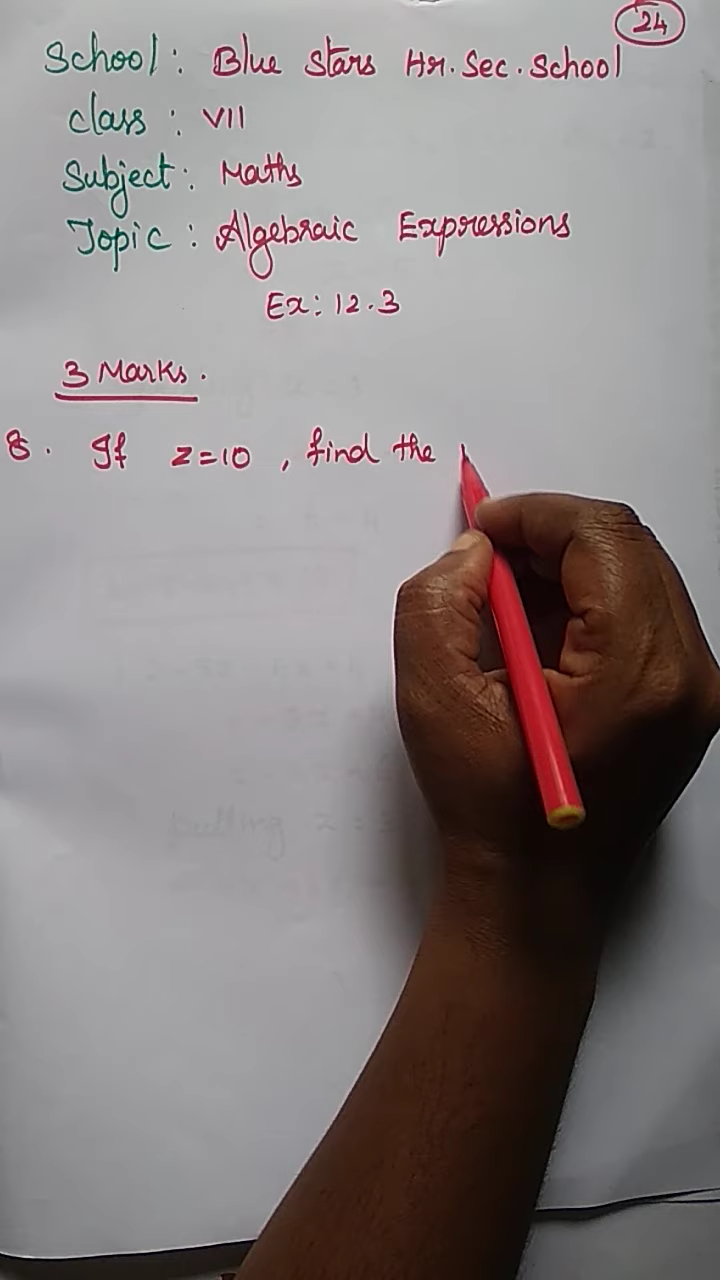 24
School: Blue Stars Hr. Sec. School
Class: VII
Subject: Maths
Topic: Algebraic Expressions
Ex: 12.3
3 Marks.
8. If z=10, find the